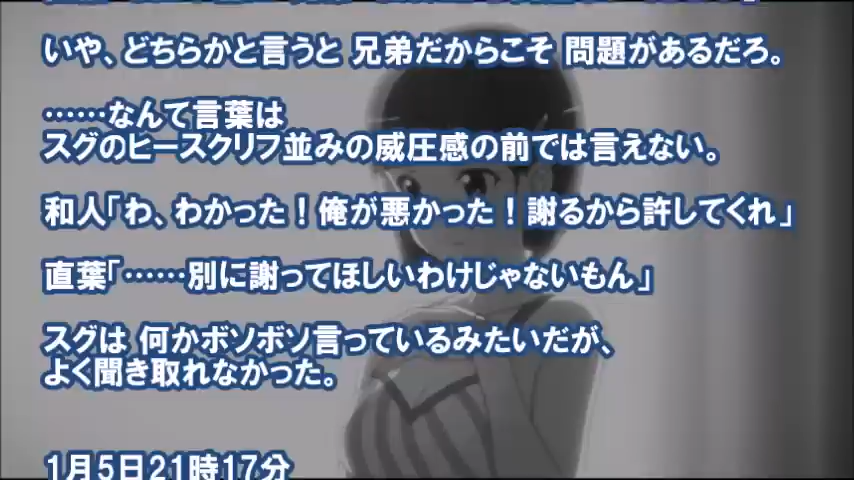 いや、どちらかと言うと 兄弟だからこそ 問題があるだろ。
……なんて言葉は
スグのヒースクリフ並みの威圧感の前では言えない。
和人「わ、わかった！俺が悪かった！謝るから許してくれ」
直葉「……別に謝ってほしいわけじゃないもん」
スグは 何かボソボソ言っているみたいだが、
よく聞き取れなかった。
1月5日21時17分